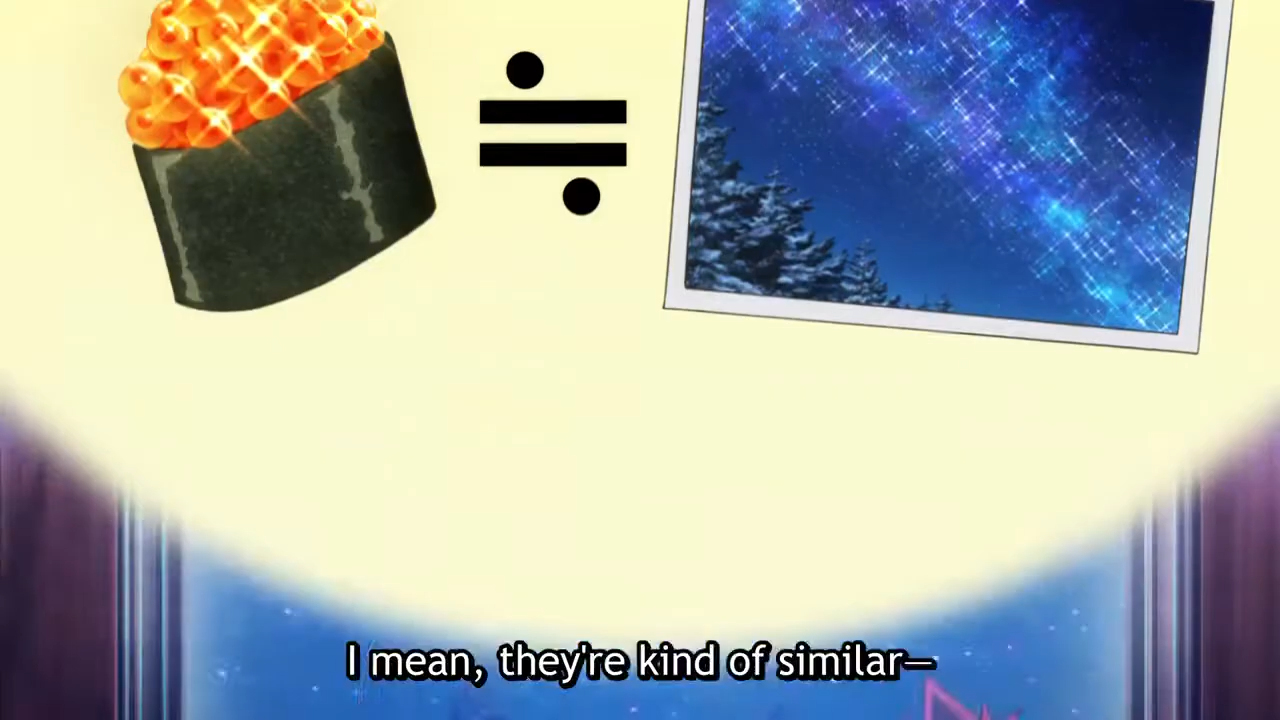 ≒
I mean, they're kind of similar—